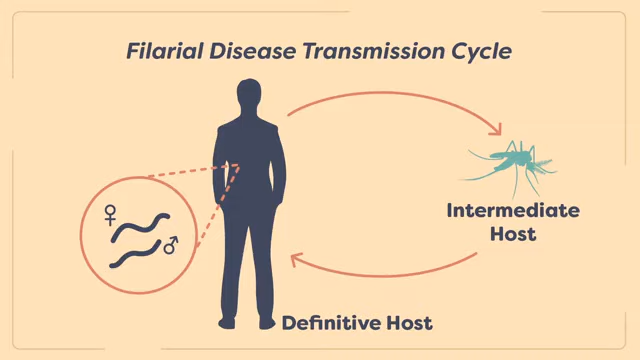 Filarial Disease Transmission Cycle
♀
♂
Intermediate
Host
Definitive Host